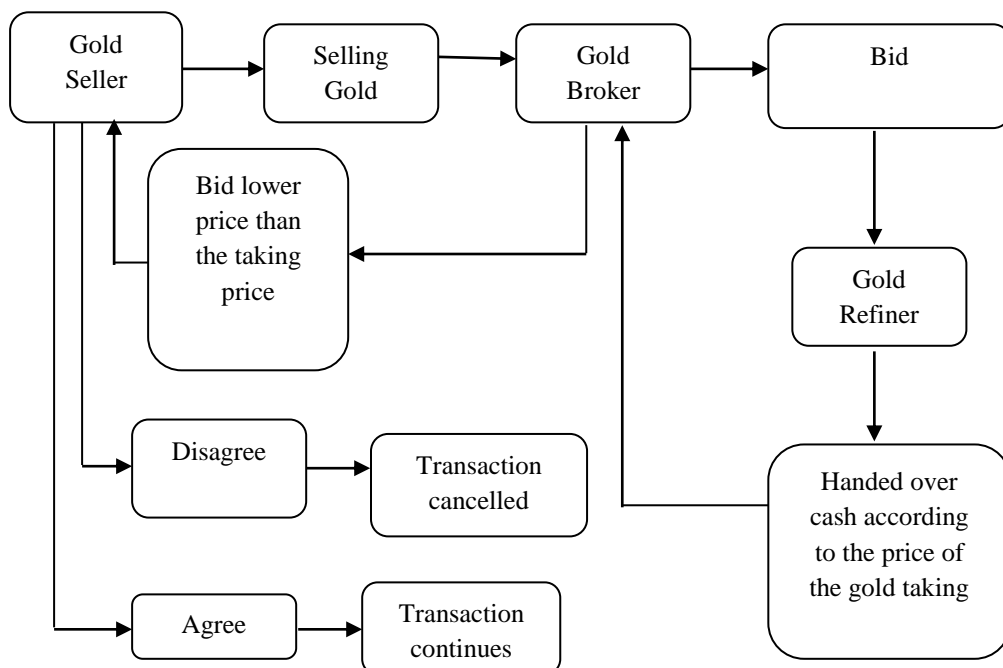 Gold
Seller
Selling
Gold
Gold
Broker
Bid
Bid lower
price than
the taking
price
Gold
Refiner
Disagree
Transaction
cancelled
Handed over
cash according
to the price of
the gold taking
Agree
Transaction
continues